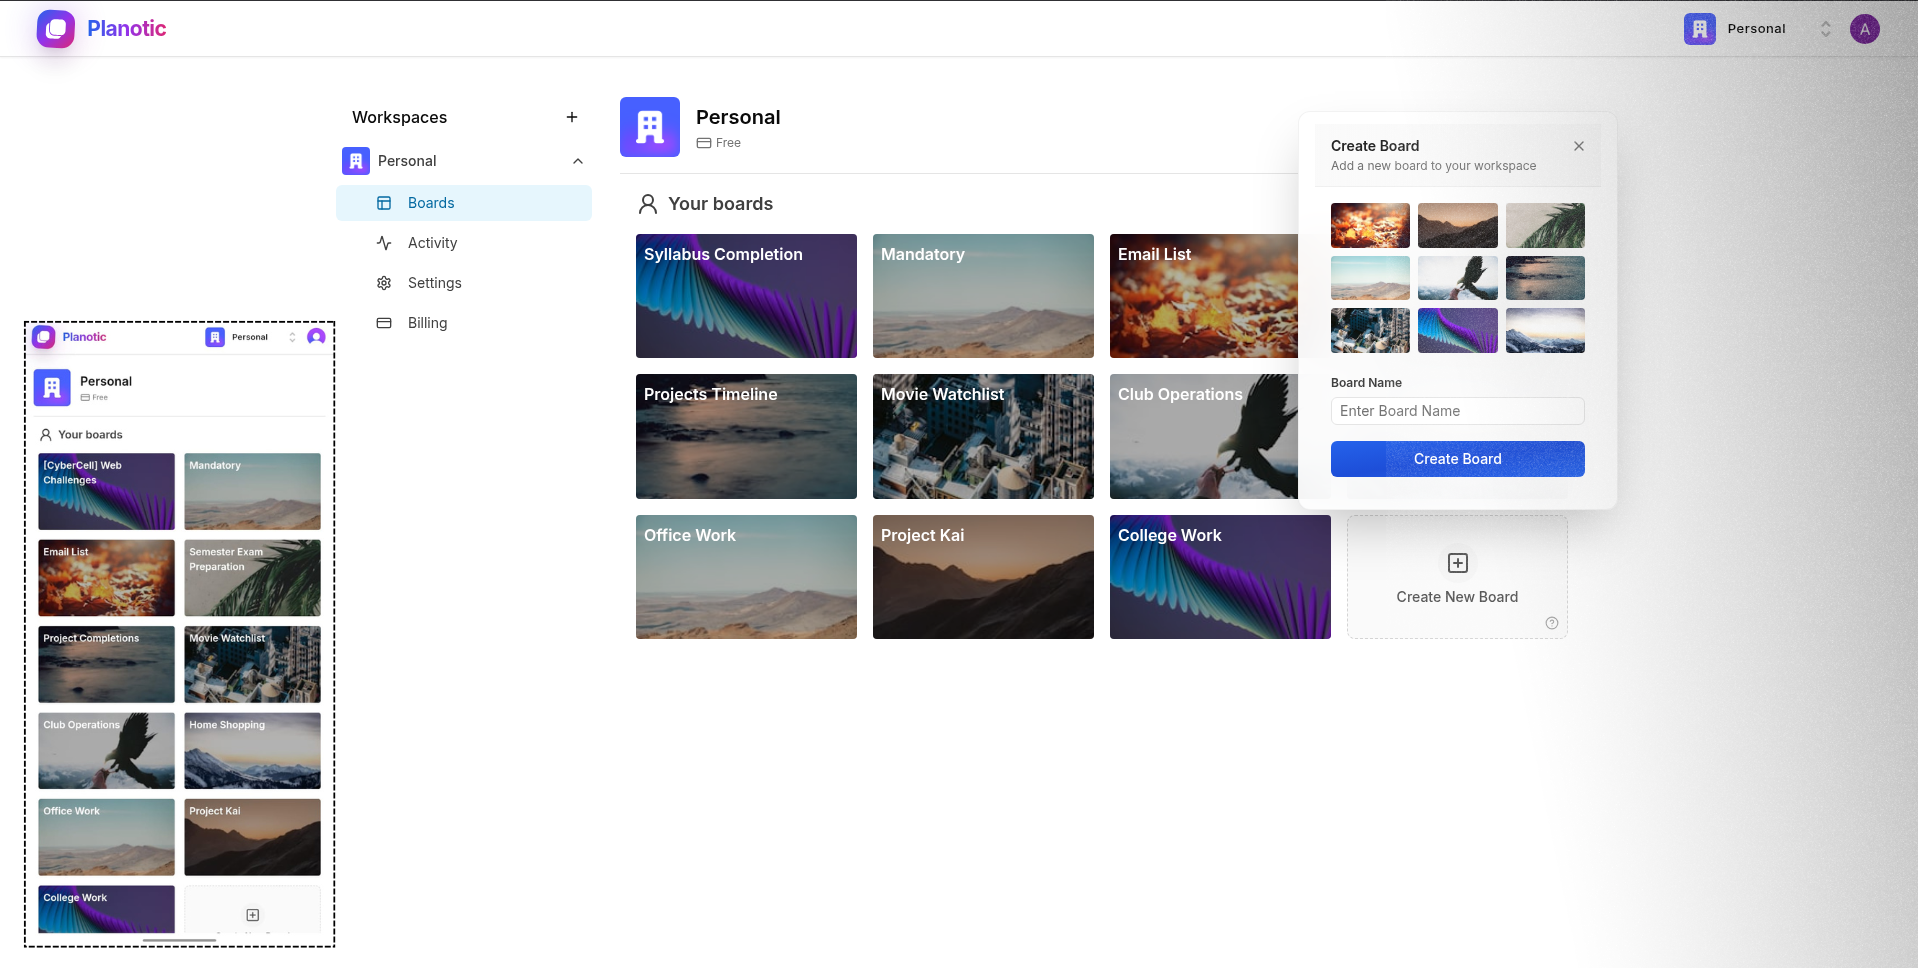 Planotic
Personal
A
Workspaces
Personal
Boards
Activity
Settings
Billing
Personal
Free
Your boards
Syllabus Completion
Mandatory
Email List
Projects Timeline
Movie Watchlist
Club Operations
Office Work
Project Kai
College Work
Create New Board
Create Board
Add a new board to your workspace
Board Name
Enter Board Name
Create Board
Planotic
Personal
Personal
Free
Your boards
[CyberCell] Web
Challenges
Mandatory
Email List
Semester Exam
Preparation
Project Completions
Movie Watchlist
Club Operations
Home Shopping
Office Work
Project Kai
College Work